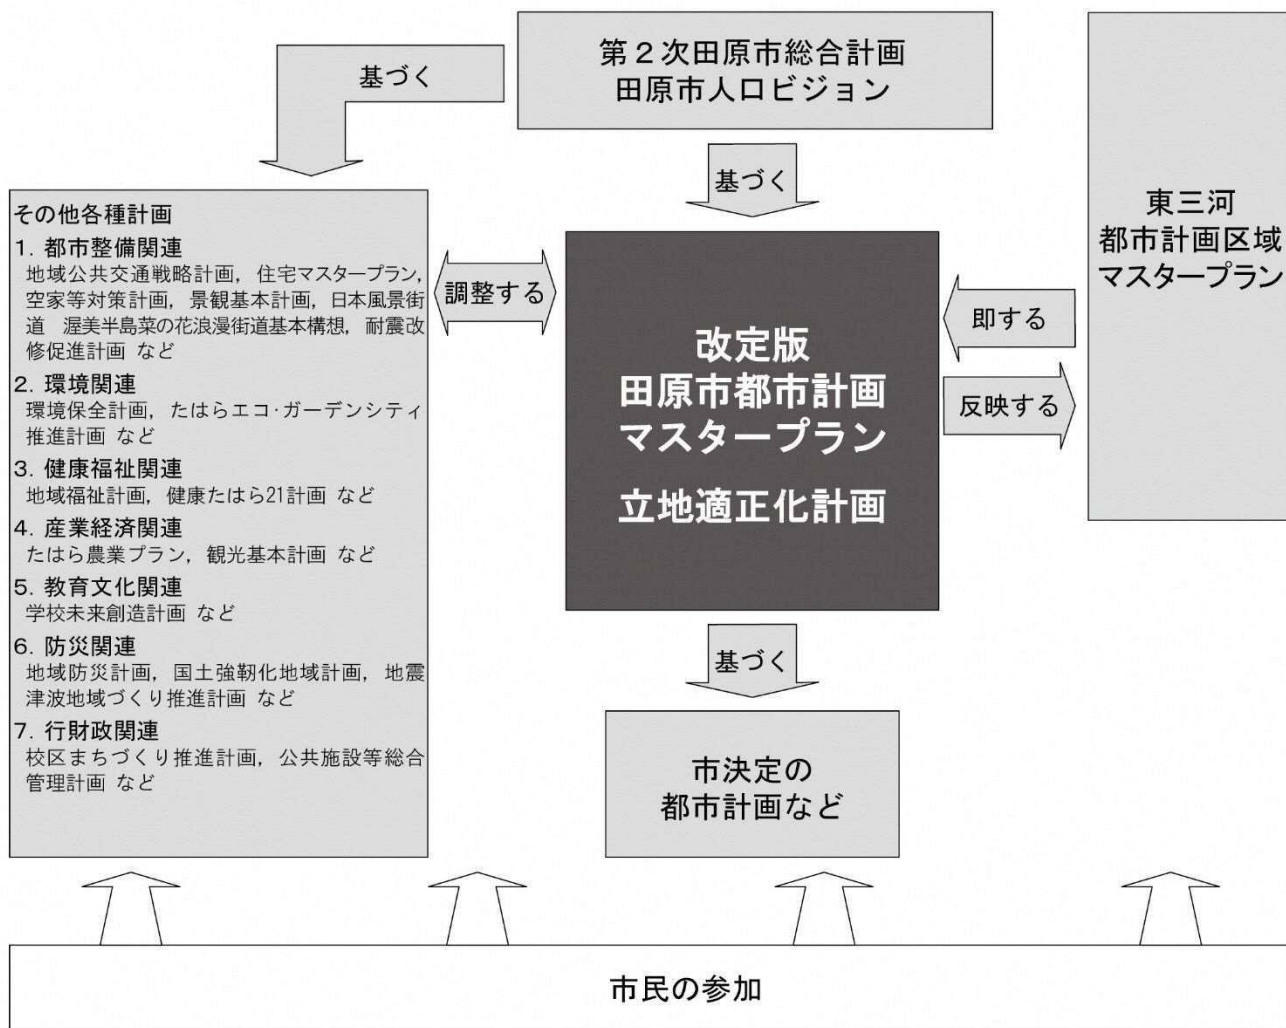 第２次田原市総合計画
田原市人口ビジョン
基づく
基づく
東三河
都市計画区域
マスタープラン
その他各種計画
1. 都市整備関連
地域公共交通戦略計画，住宅マスタープラン，
空家等対策計画，景観基本計画，日本風景街
道　渥美半島菜の花浪漫街道基本構想，耐震改
修促進計画 など
2. 環境関連
環境保全計画，たはらエコ・ガーデンシティ
推進計画 など
3. 健康福祉関連
地域福祉計画，健康たはら21計画 など
4. 産業経済関連
たはら農業プラン，観光基本計画 など
5. 教育文化関連
学校未来創造計画 など
6. 防災関連
地域防災計画，国土強靭化地域計画，地震
津波地域づくり推進計画 など
7. 行財政関連
校区まちづくり推進計画，公共施設等総合
管理計画 など
調整する
改定版
田原市都市計画
マスタープラン
立地適正化計画
即する
反映する
基づく
市決定の
都市計画など
市民の参加